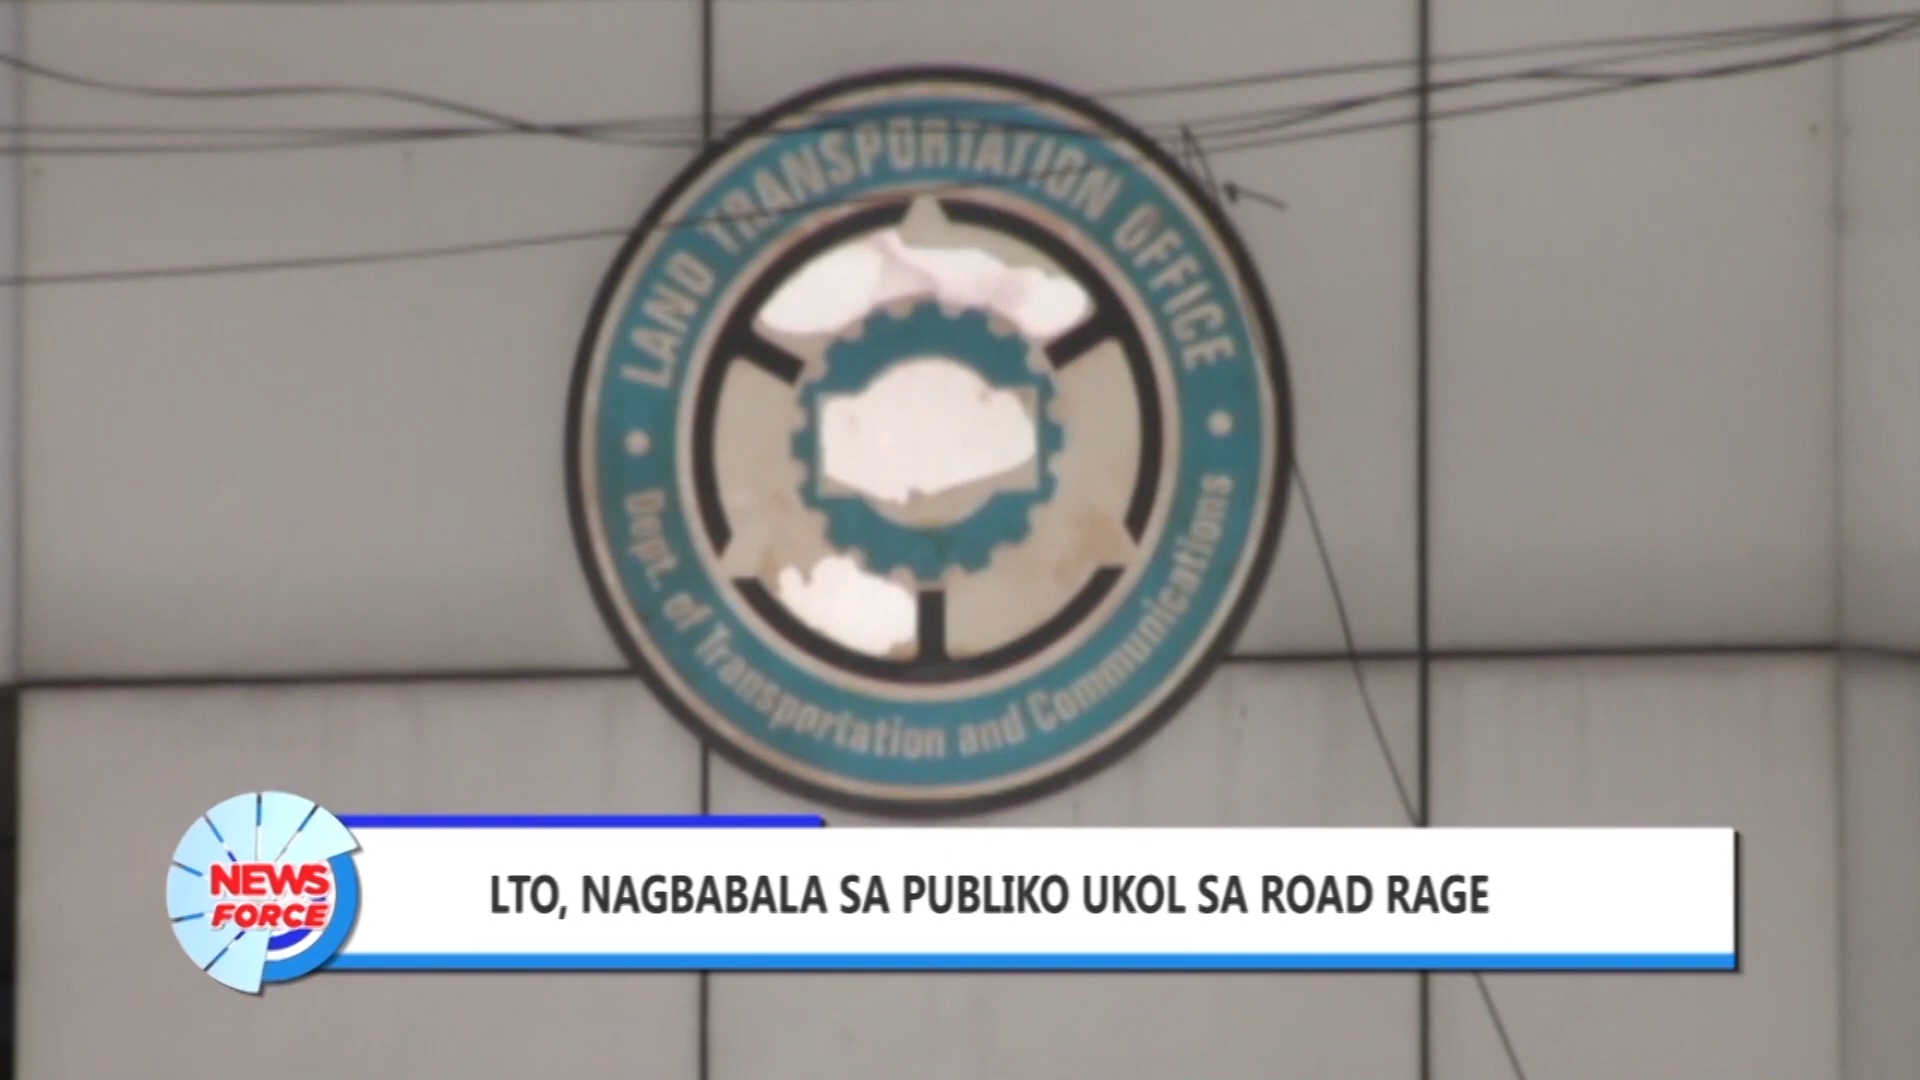 LAND TRANSPORTATION OFFICE
Dept. of Transportation and Communications
NEWS
FORCE
LTO, NAGBABALA SA PUBLIKO UKOL SA ROAD RAGE